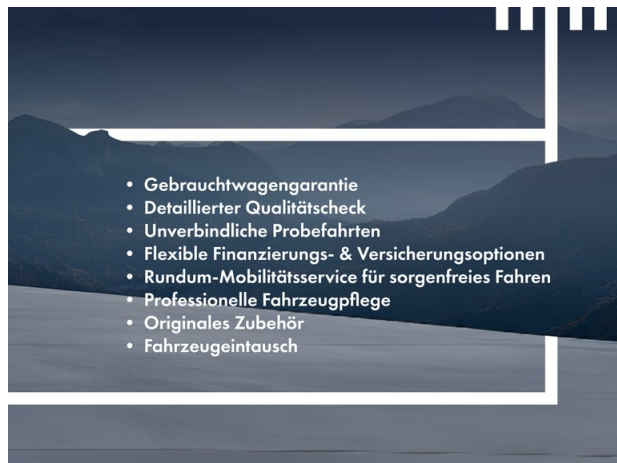 • Gebrauchtwagengarantie
• Detaillierter Qualitätscheck
• Unverbindliche Probefahrten
• Flexible Finanzierungs- & Versicherungsoptionen
• Rundum-Mobilitätsservice für sorgenfreies Fahren
• Professionelle Fahrzeugpflege
• Originales Zubehör
• Fahrzeugeintausch